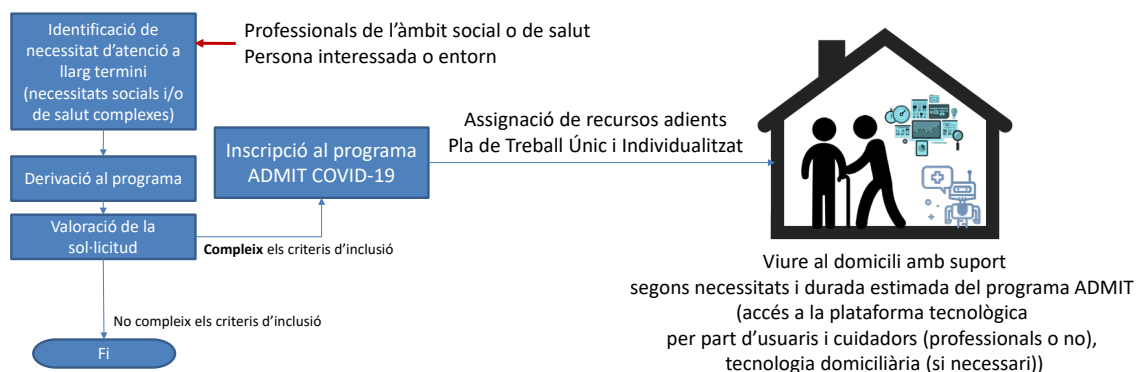 Identificació de
necessitat d'atenció a
llarg termini
(necessitats socials i/o
de salut complexes)
Professionals de l'àmbit social o de salut
Persona interessada o entorn
Derivació al programa
Valoració de la
sol·licitud
Inscripció al programa
ADMIT COVID-19
Compleix els criteris d'inclusió
No compleix els criteris d'inclusió
Fi
Assignació de recursos adients
Pla de Treball Únic i Individualitzat
Viure al domicili amb suport
segons necessitats i durada estimada del programa ADMIT
(accés a la plataforma tecnològica
per part d'usuaris i cuidadors (professionals o no),
tecnologia domiciliària (si necessari))